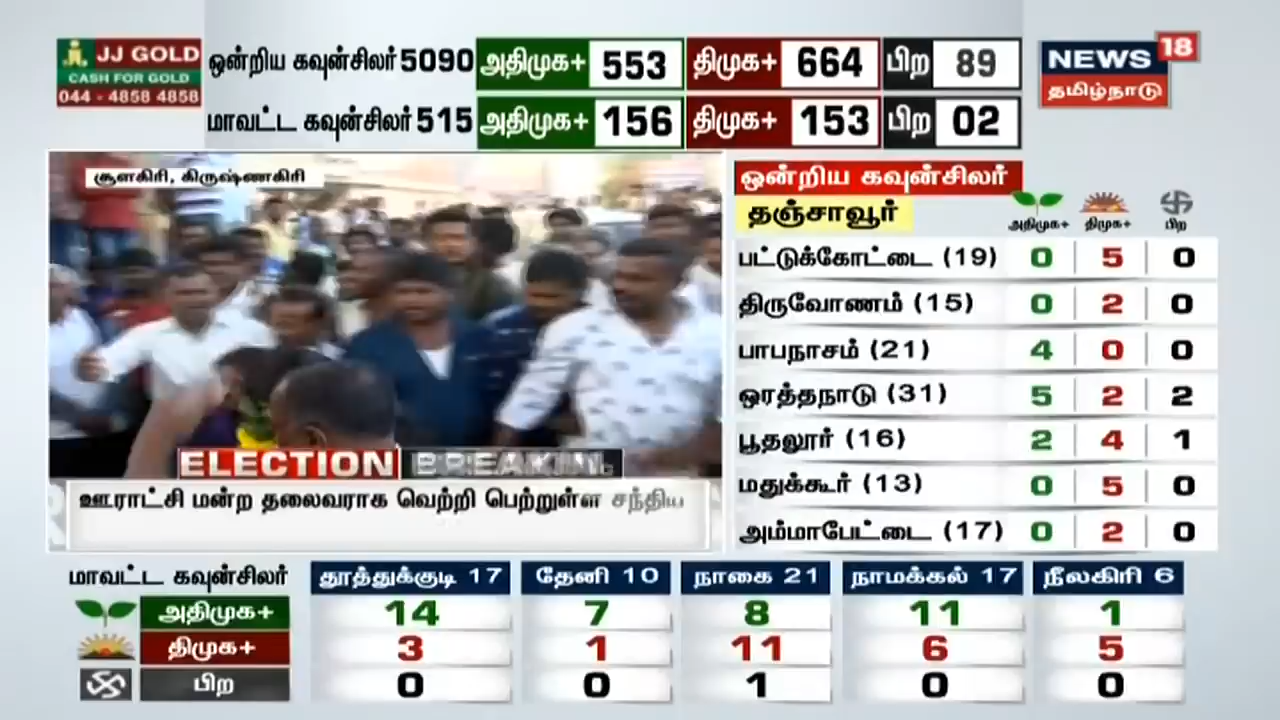 JJ GOLD
CASH FOR GOLD
044 - 4858 4858
ஒன்றிய கவுன்சிலர் 5090 அதிமுக+ 553 திமுக+ 664 பிற 89
மாவட்ட கவுன்சிலர் 515 அதிமுக+ 156 திமுக+ 153 பிற 02
NEWS 18
தமிழ்நாடு
சூளகிரி, கிருஷ்ணகிரி
ELECTION BREAKING
ஊராட்சி மன்ற தலைவராக வெற்றி பெற்றுள்ள சந்திய
ஒன்றிய கவுன்சிலர்
தஞ்சாவூர்
அதிமுக+ திமுக+ பிற
பட்டுக்கோட்டை (19) 0 5 0
திருவோணம் (15) 0 2 0
பாபநாசம் (21) 4 0 0
ஒரத்தநாடு (31) 5 2 2
பூதலூர் (16) 2 4 1
மதுக்கூர் (13) 0 5 0
அம்மாபேட்டை (17) 0 2 0
மாவட்ட கவுன்சிலர் தூத்துக்குடி 17 தேனி 10 நாகை 21 நாமக்கல் 17 நீலகிரி 6
அதிமுக+ 14 7 8 11 1
திமுக+ 3 1 11 6 5
பிற 0 0 1 0 0